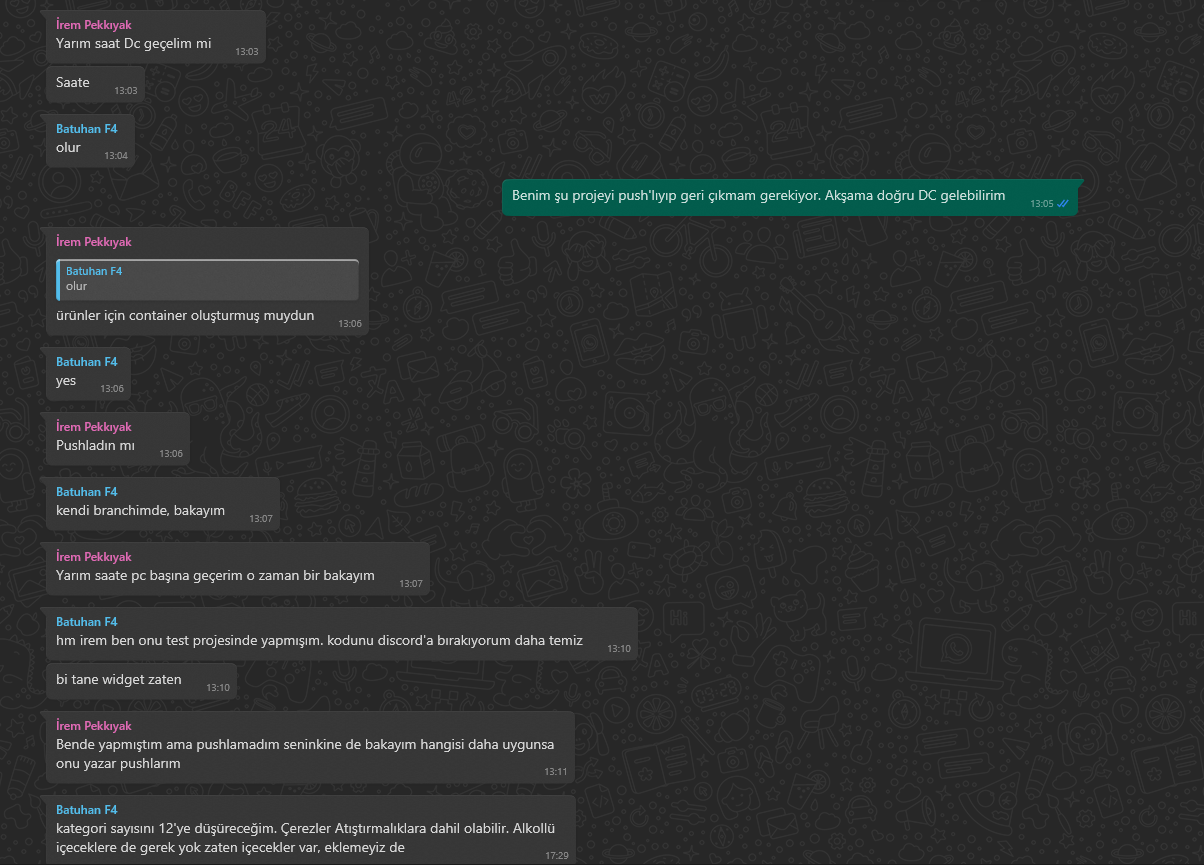 İrem Pekkıyak
Yarım saat Dc geçelim mi
13:03
Saate
13:03
Batuhan F4
olur
13:04
Benim şu projeyi push'lıyıp geri çıkmam gerekiyor. Akşama doğru DC gelebilirim
13:05
İrem Pekkıyak
Batuhan F4
olur
ürünler için container oluşturmuş muydun
13:06
Batuhan F4
yes
13:06
İrem Pekkıyak
Pushladın mı
13:06
Batuhan F4
kendi branchimde, bakayım
13:07
İrem Pekkıyak
Yarım saate pc başına geçerim o zaman bir bakayım
13:07
Batuhan F4
hm irem ben onu test projesinde yapmışım. kodunu discord'a bırakıyorum daha temiz
13:10
bi tane widget zaten
13:10
İrem Pekkıyak
Bende yapmıştım ama pushlamadım seninkine de bakayım hangisi daha uygunsa
onu yazar pushlarım
13:11
Batuhan F4
kategori sayısını 12'ye düşüreceğim. Çerezler Atıştırmalıklara dahil olabilir. Alkollü
içeceklere de gerek yok zaten içecekler var, eklemeyiz de
17:29